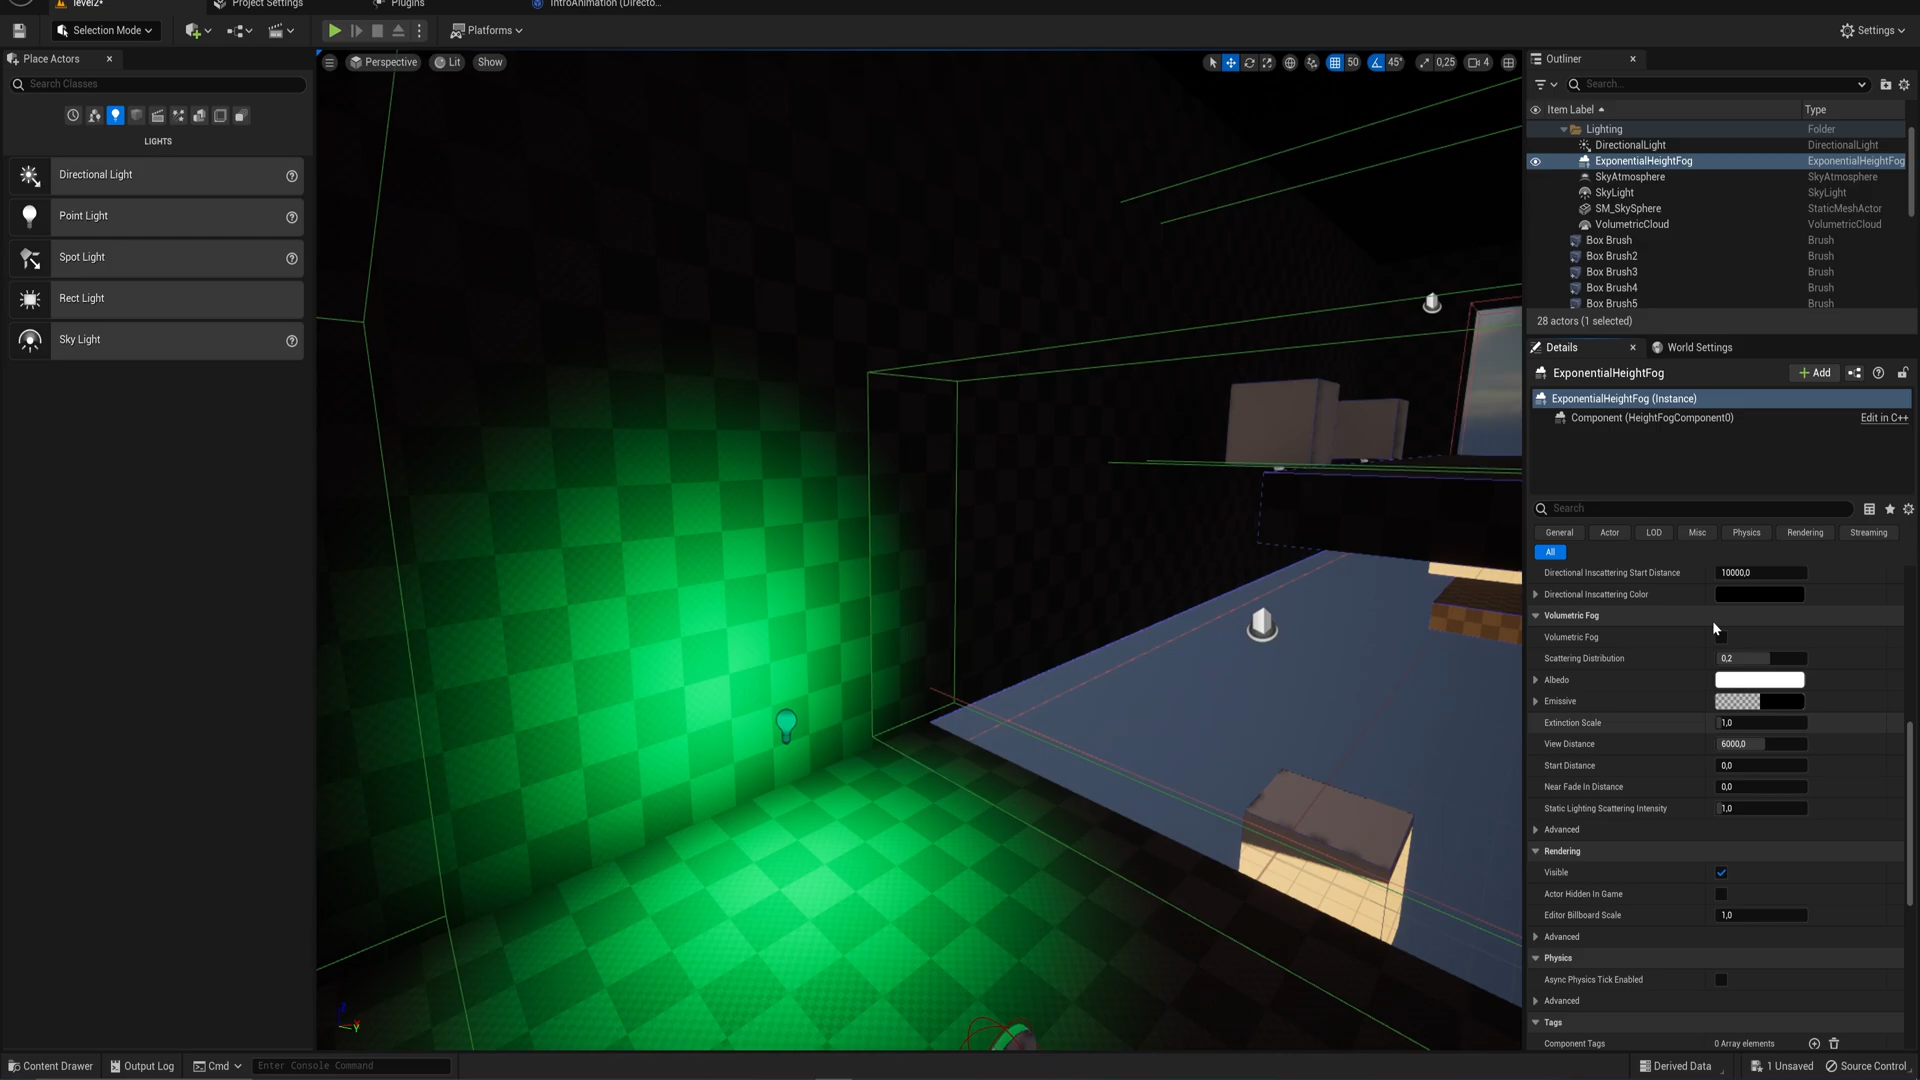 level2*
Project Settings
Plugins
IntroAnimation (Directo...
Selection Mode
Platforms
Settings
Place Actors
Search Classes
LIGHTS
Directional Light
Point Light
Spot Light
Rect Light
Sky Light
Perspective
Lit
Show
50
45°
0,25
4
Outliner
Search...
Item Label
Type
Lighting Folder
DirectionalLight DirectionalLight
ExponentialHeightFog ExponentialHeightFog
SkyAtmosphere SkyAtmosphere
SkyLight SkyLight
SM_SkySphere StaticMeshActor
VolumetricCloud VolumetricCloud
Box Brush Brush
Box Brush2 Brush
Box Brush3 Brush
Box Brush4 Brush
Box Brush5 Brush
28 actors (1 selected)
Details
World Settings
ExponentialHeightFog
Add
ExponentialHeightFog (Instance)
Component (HeightFogComponent0) Edit in C++
Search
General
Actor
LOD
Misc
Physics
Rendering
Streaming
All
Directional Inscattering Start Distance 10000,0
Directional Inscattering Color
Volumetric Fog
Volumetric Fog
Scattering Distribution 0,2
Albedo
Emissive
Extinction Scale 1,0
View Distance 6000,0
Start Distance 0,0
Near Fade In Distance 0,0
Static Lighting Scattering Intensity 1,0
Advanced
Rendering
Visible
Actor Hidden In Game
Editor Billboard Scale 1,0
Advanced
Physics
Async Physics Tick Enabled
Advanced
Tags
Component Tags 0 Array elements
Content Drawer
Output Log
Cmd
Enter Console Command
Derived Data
1 Unsaved
Source Control